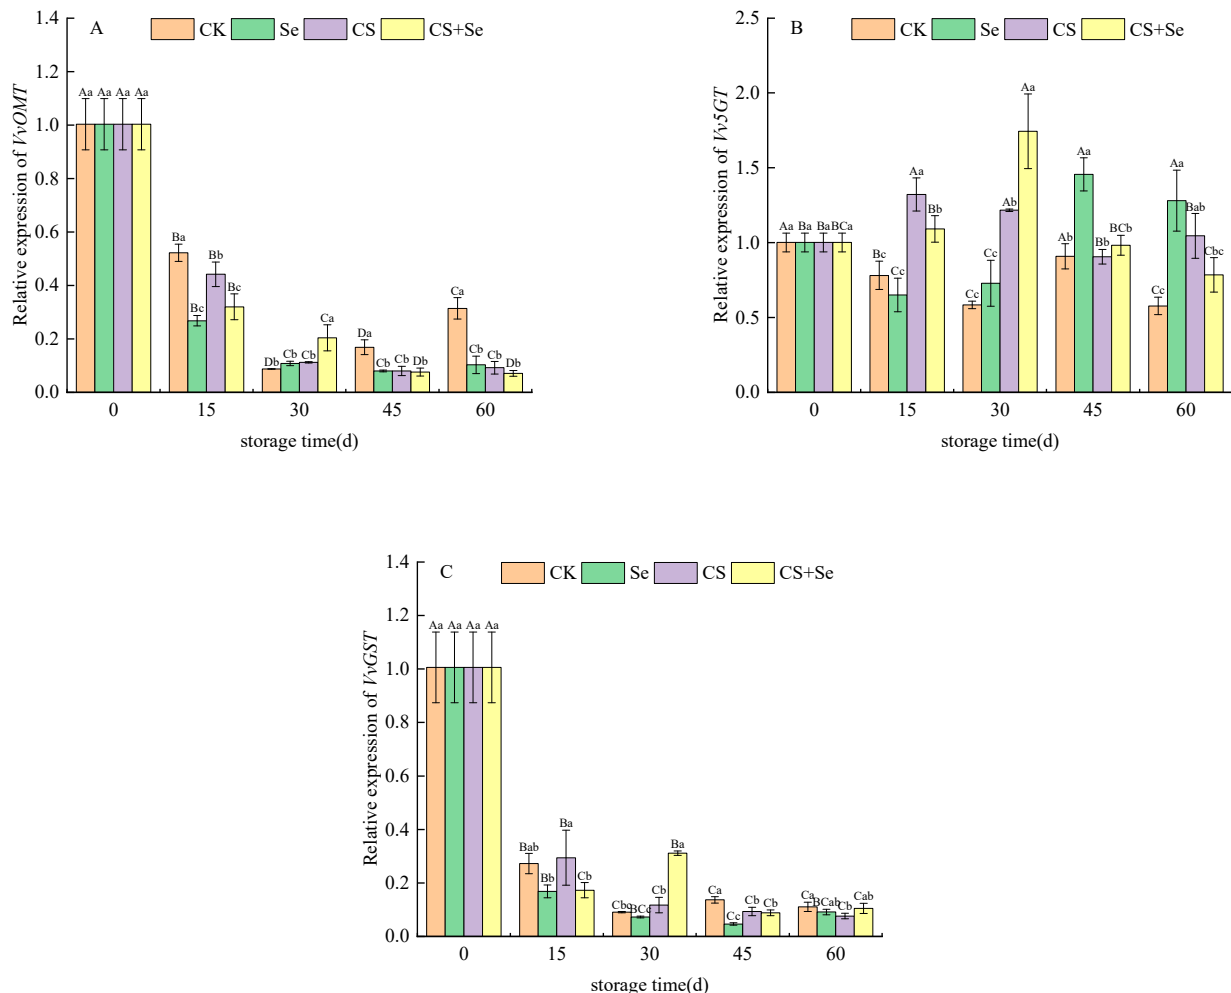 A
CK Se CS CS+Se
Relative expression of VvOMT
1.4
1.2
1.0
0.8
0.6
0.4
0.2
0.0
Aa Aa Aa Aa
Ba Bc Bb Bc
Db Cb Cb Ca
Da Cb Cb Db
Ca Cb Cb Db
0 15 30 45 60
storage time(d)
B
CK Se CS CS+Se
Relative expression of Vv5GT
2.5
2.0
1.5
1.0
0.5
0.0
Aa Ba Ba BCa
Bc Cc Aa Bb
Cc Cc Ab Aa
Ab Aa Bb BCb
Cc Aa Bab Cbc
0 15 30 45 60
storage time(d)
C
CK Se CS CS+Se
Relative expression of VvGST
1.4
1.2
1.0
0.8
0.6
0.4
0.2
0.0
Aa Aa Aa Aa
Bab Bb Ba Cb
Cbc BCc Cb Ba
Ca Cc Cb Cb
Ca BCab Cb Cab
0 15 30 45 60
storage time(d)